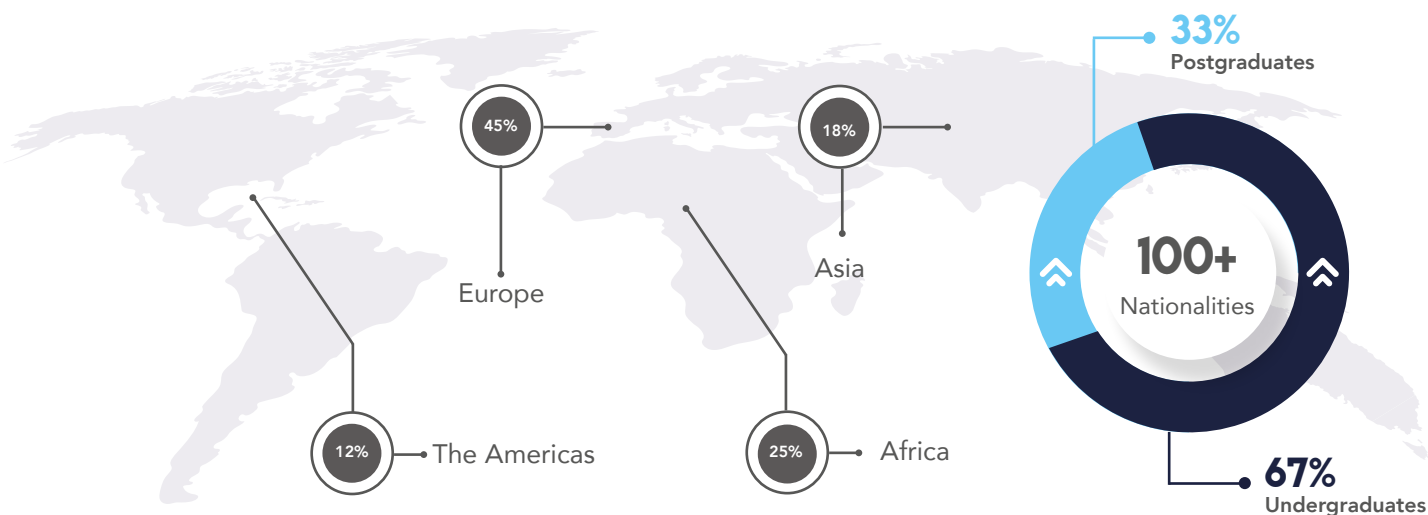 33%
Postgraduates
45%
18%
Asia
Europe
100+
Nationalities
12%
The Americas
25%
Africa
67%
Undergraduates